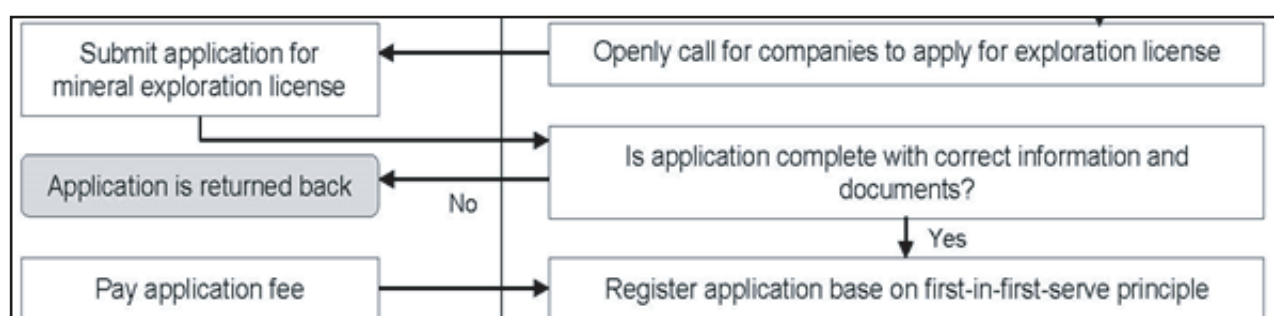 Submit application for
mineral exploration license
Openly call for companies to apply for exploration license
Is application complete with correct information and
documents?
Application is returned back
No
Yes
Pay application fee
Register application base on first-in-first-serve principle